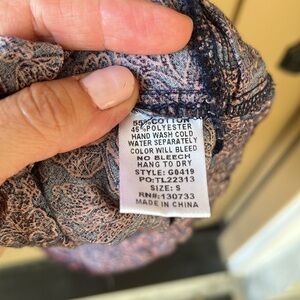 55%COTTON
45%POLYESTER
HAND WASH COLD
WATER SEPARATELY
COLOR WILL BLEED
NO BLEECH
HANG TO DRY
STYLE: G0419
PO:TL22313
SIZE: S
RN#:130733
MADE IN CHINA